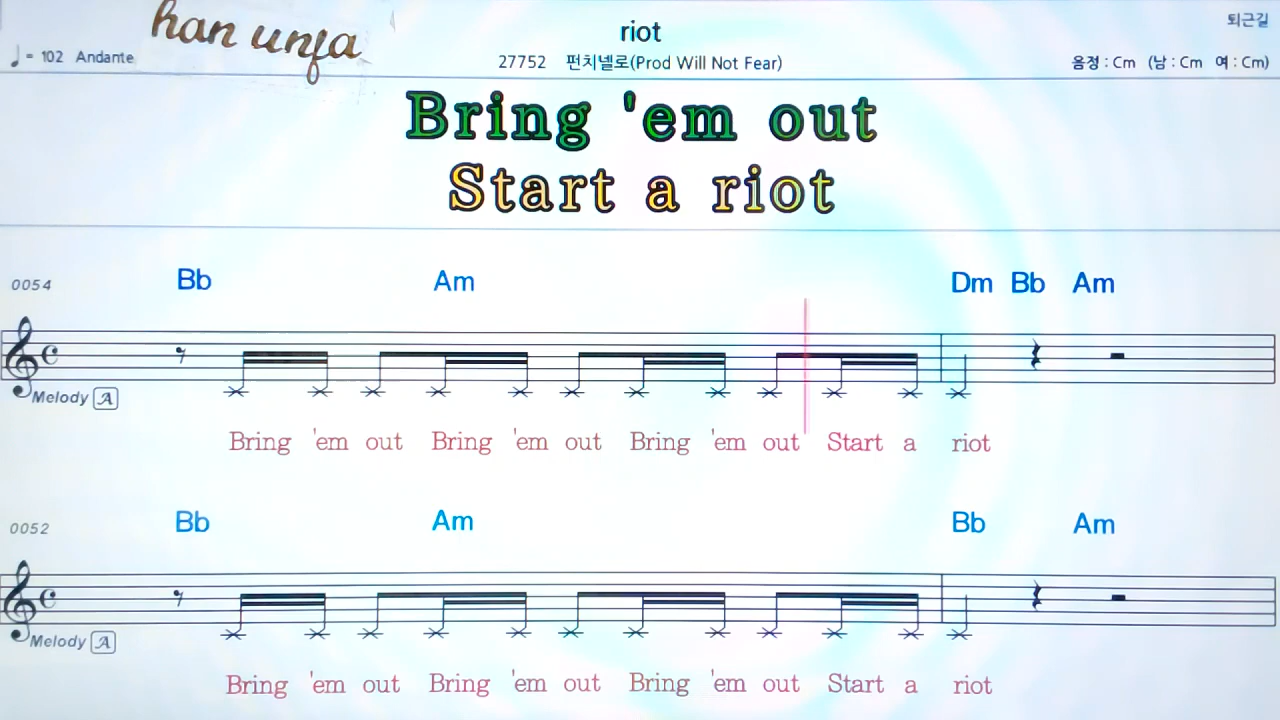 han unfa
riot
퇴근길
♩= 102 Andante
27752 펀치넬로(Prod Will Not Fear)
음정 : Cm (남 : Cm 여 : Cm)
Bring 'em out
Start a riot
0054 Bb Am Dm Bb Am
Melody A
Bring 'em out Bring 'em out Bring 'em out Start a riot
0052 Bb Am Bb Am
Melody A
Bring 'em out Bring 'em out Bring 'em out Start a riot